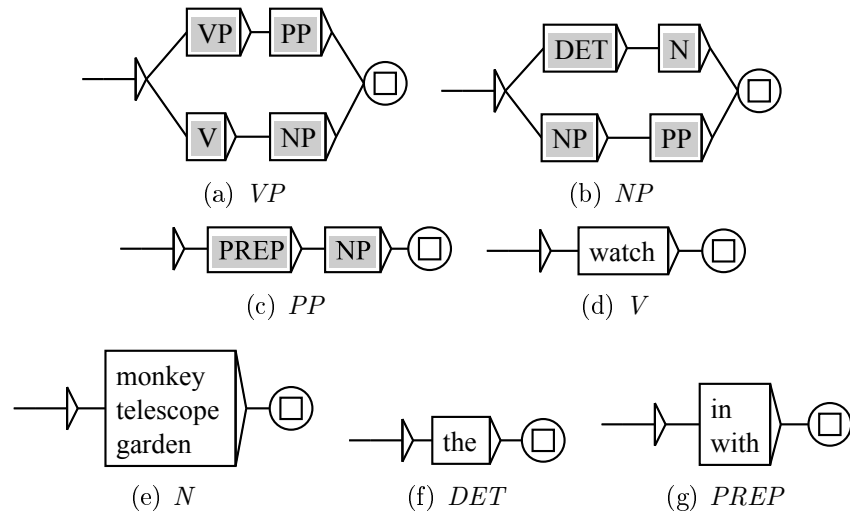 VP PP
V NP
(a) VP
DET N
NP PP
(b) NP
PREP NP
(c) PP
watch
(d) V
monkey
telescope
garden
(e) N
the
(f) DET
in
with
(g) PREP